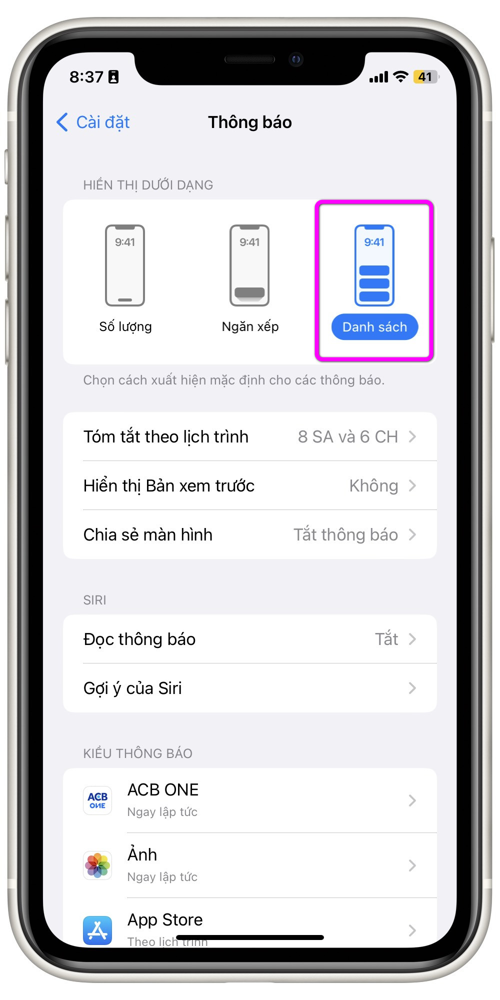 8:37
41
Cài đặt
Thông báo
HIỂN THỊ DƯỚI DẠNG
9:41
9:41
9:41
Số lượng
Ngăn xếp
Danh sách
Chọn cách xuất hiện mặc định cho các thông báo.
Tóm tắt theo lịch trình
8 SA và 6 CH
Hiển thị Bản xem trước
Không
Chia sẻ màn hình
Tắt thông báo
SIRI
Đọc thông báo
Tắt
Gợi ý của Siri
KIỂU THÔNG BÁO
ACB
ONE
ACB ONE
Ngay lập tức
Ảnh
Ngay lập tức
App Store
Theo lịch trình